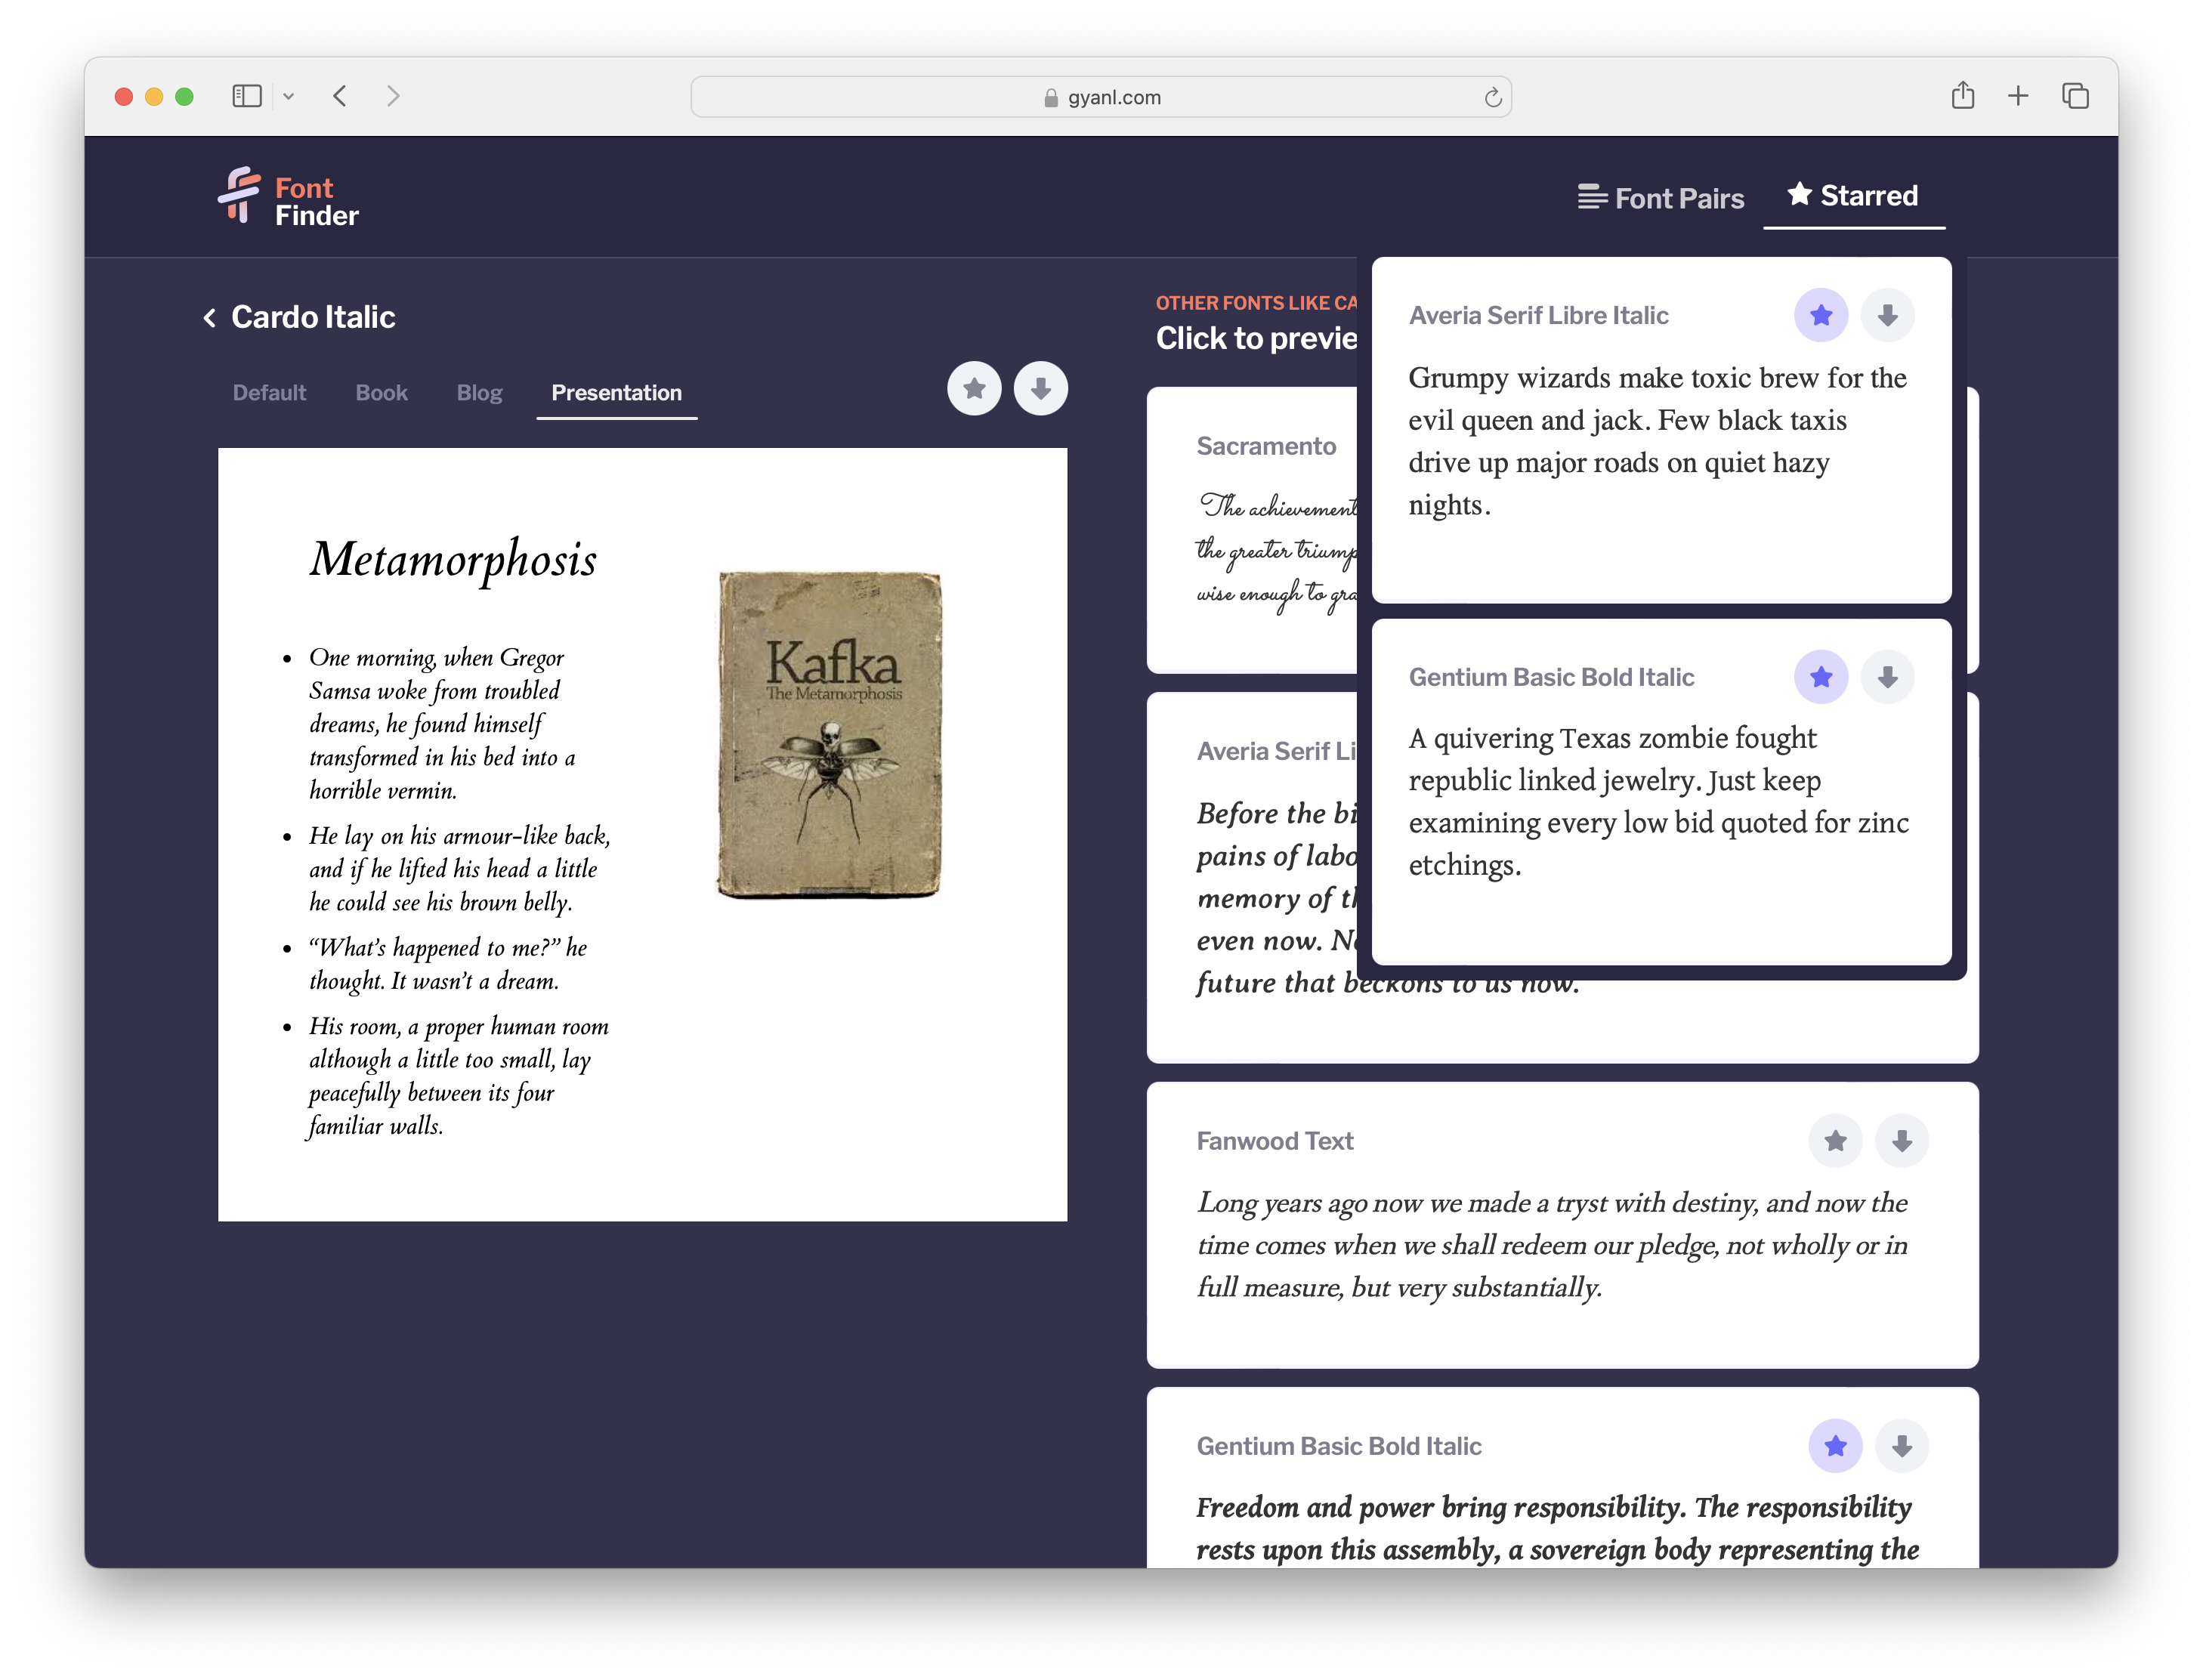 gyanl.com
Font
Finder
Font Pairs
Starred
Cardo Italic
Default
Book
Blog
Presentation
Metamorphosis
• One morning, when Gregor
Samsa woke from troubled
dreams, he found himself
transformed in his bed into a
horrible vermin.
• He lay on his armour-like back,
and if he lifted his head a little
he could see his brown belly.
• “What’s happened to me?” he
thought. It wasn’t a dream.
• His room, a proper human room
although a little too small, lay
peacefully between its four
familiar walls.
Kafka
The Metamorphosis
OTHER FONTS LIKE CA
Click to previe
Sacramento
The achievement
the greater triump
wise enough to gra
Averia Serif Li
Before the bi
pains of labo
memory of th
even now. No
future that beckons to us now.
Averia Serif Libre Italic
Grumpy wizards make toxic brew for the
evil queen and jack. Few black taxis
drive up major roads on quiet hazy
nights.
Gentium Basic Bold Italic
A quivering Texas zombie fought
republic linked jewelry. Just keep
examining every low bid quoted for zinc
etchings.
Fanwood Text
Long years ago now we made a tryst with destiny, and now the
time comes when we shall redeem our pledge, not wholly or in
full measure, but very substantially.
Gentium Basic Bold Italic
Freedom and power bring responsibility. The responsibility
rests upon this assembly, a sovereign body representing the